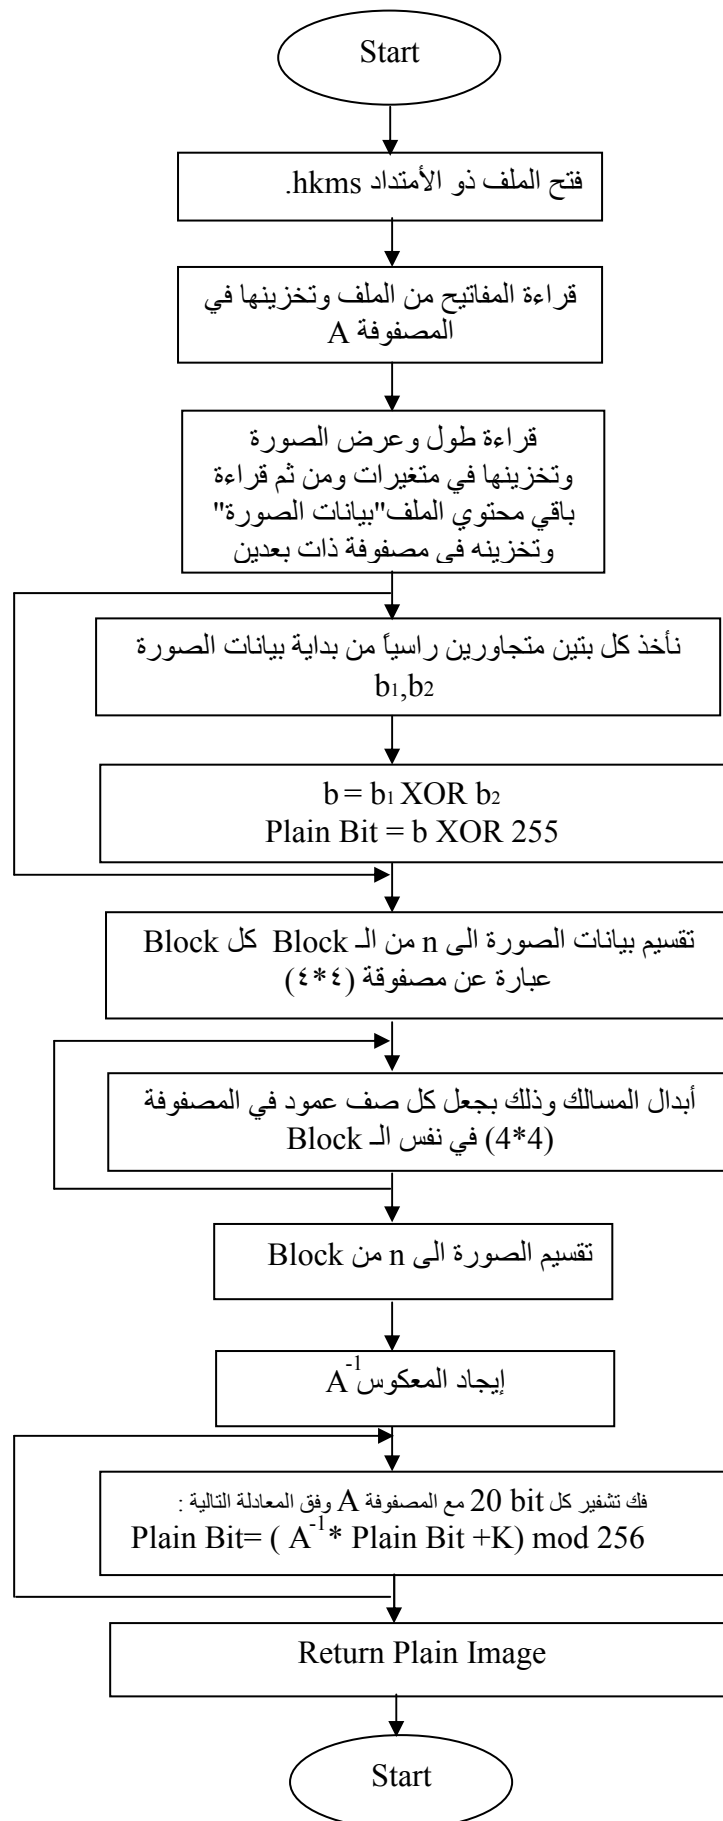 Start
فتح الملف ذو الأمتداد hkms.
قراءة المفاتيح من الملف وتخزينها في
المصفوفة A
قراءة طول وعرض الصورة
وتخزينها في متغيرات ومن ثم قراءة
باقي محتوي الملف"بيانات الصورة"
وتخزينه في مصفوفة ذات بعدين
نأخذ كل بتين متجاورين راسياً من بداية بيانات الصورة
b₁,b₂
b = b₁ XOR b₂
Plain Bit = b XOR 255
تقسيم بيانات الصورة الى n من الـ Block كل Block
عبارة عن مصفوقة (٤*٤)
أبدال المسالك وذلك بجعل كل صف عمود في المصفوفة
(4*4) في نفس الـ Block
تقسيم الصورة الى n من Block
إيجاد المعكوس A⁻¹
فك تشفير كل 20 bit مع المصفوفة A وفق المعادلة التالية :
Plain Bit= ( A⁻¹* Plain Bit +K) mod 256
Return Plain Image
Start